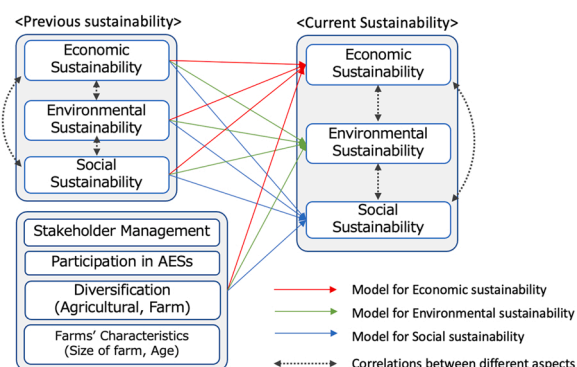 <Previous sustainability>
Economic
Sustainability
Environmental
Sustainability
Social
Sustainability
Stakeholder Management
Participation in AESs
Diversification
(Agricultural, Farm)
Farms' Characteristics
(Size of farm, Age)
<Current Sustainability>
Economic
Sustainability
Environmental
Sustainability
Social
Sustainability
Model for Economic sustainability
Model for Environmental sustainability
Model for Social sustainability
Correlations between different aspects